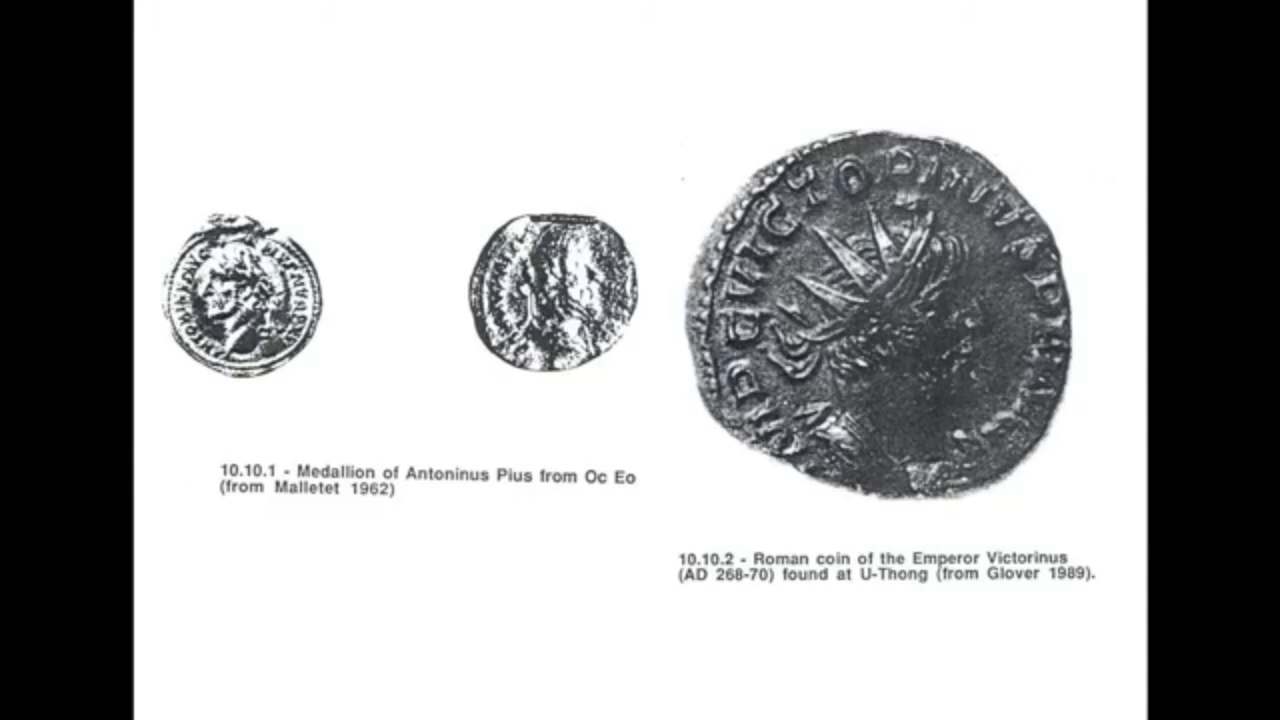 10.10.1 - Medallion of Antoninus Pius from Oc Eo
(from Malletet 1962)
10.10.2 - Roman coin of the Emperor Victorinus
(AD 268-70) found at U-Thong (from Glover 1989).